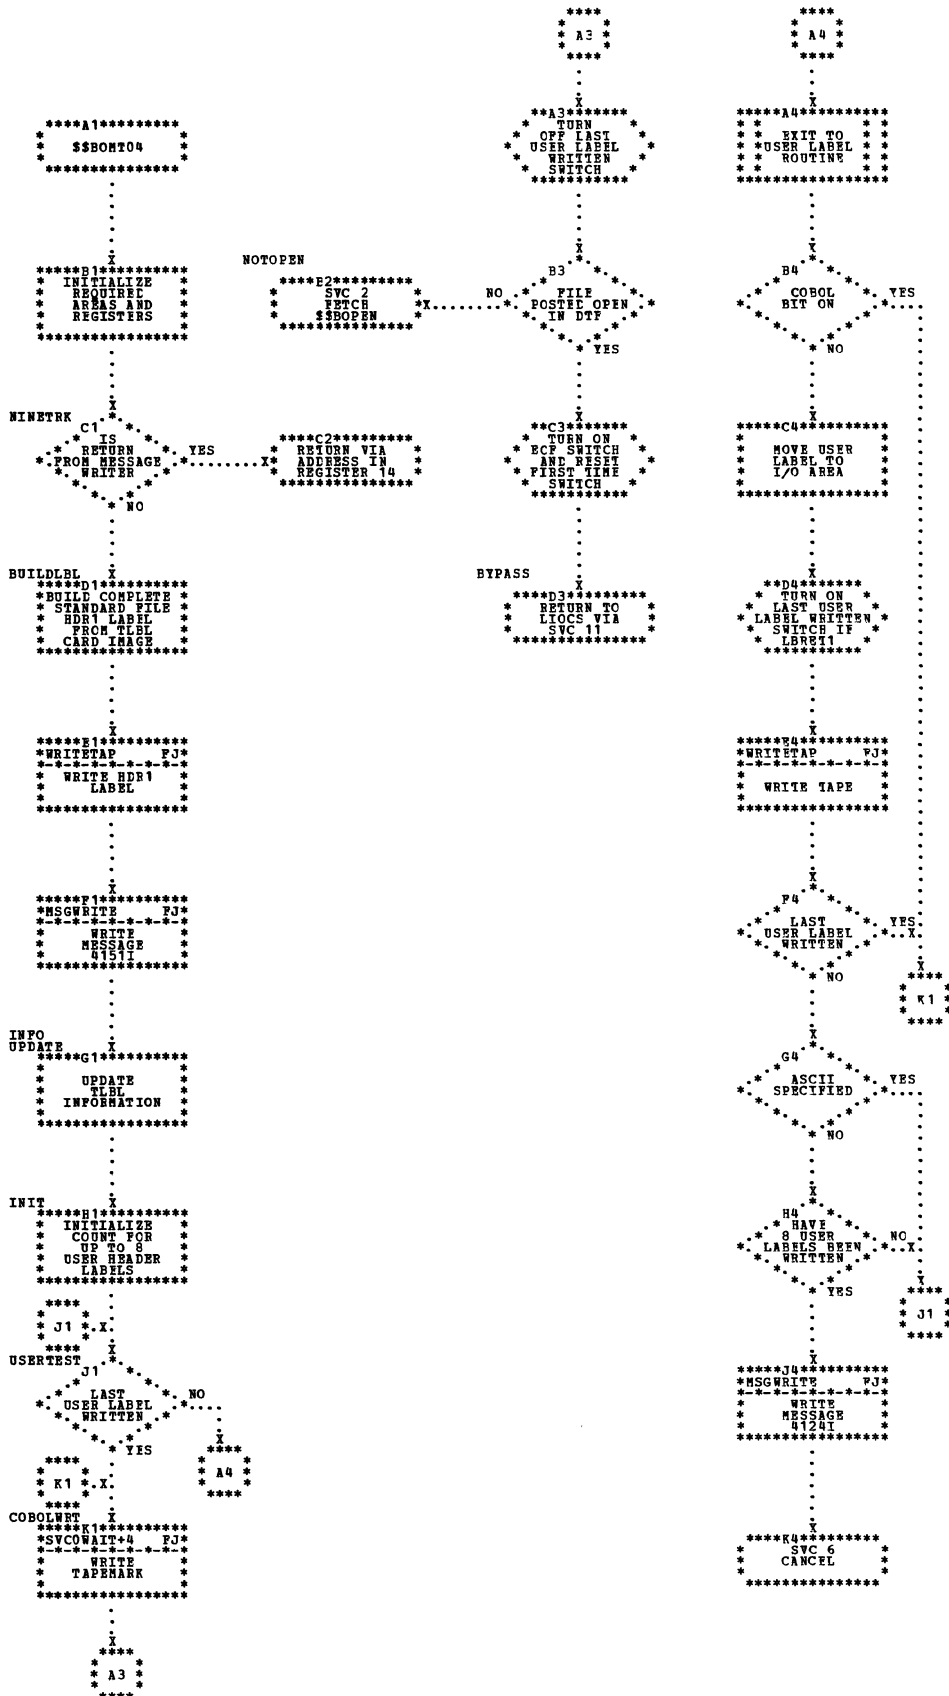 A1
$$BOMT04
B1
INITIALIZE
REQUIRED
AREAS AND
REGISTERS
NINETRK
C1
IS
RETURN
FROM MESSAGE
WRITER
YES
NO
C2
RETURN VIA
ADDRESS IN
REGISTER 14
BUILDLBL
D1
BUILD COMPLETE
STANDARD FILE
HDR1 LABEL
FROM TLBL
CARD IMAGE
E1
WRITETAP FJ
WRITE HDR1
LABEL
F1
MSGWRITE FJ
WRITE
MESSAGE
4151I
INFO
UPDATE
G1
UPDATE
TLBL
INFORMATION
INIT
H1
INITIALIZE
COUNT FOR
UP TO 8
USER HEADER
LABELS
J1
USERTEST
J1
LAST
USER LABEL
WRITTEN
NO
YES
A4
K1
COBOLWRT
K1
SVC0WAIT+4 FJ
WRITE
TAPEMARK
A3
A3
A3
TURN
OFF LAST
USER LABEL
WRITTEN
SWITCH
NOTOPEN
B2
SVC 2
FETCH
$$BOPEN
B3
FILE
POSTED OPEN
IN DTF
NO
YES
C3
TURN ON
ECF SWITCH
AND RESET
FIRST TIME
SWITCH
BYPASS
D3
RETURN TO
LIOCS VIA
SVC 11
A4
A4
EXIT TO
USER LABEL
ROUTINE
B4
COBOL
BIT ON
YES
NO
C4
MOVE USER
LABEL TO
I/O AREA
D4
TURN ON
LAST USER
LABEL WRITTEN
SWITCH IF
LBRET1
E4
WRITETAP FJ
WRITE TAPE
F4
LAST
USER LABEL
WRITTEN
YES
NO
K1
G4
ASCII
SPECIFIED
YES
NO
H4
HAVE
8 USER
LABELS BEEN
WRITTEN
NO
YES
J1
J4
MSGWRITE FJ
WRITE
MESSAGE
4124I
K4
SVC 6
CANCEL